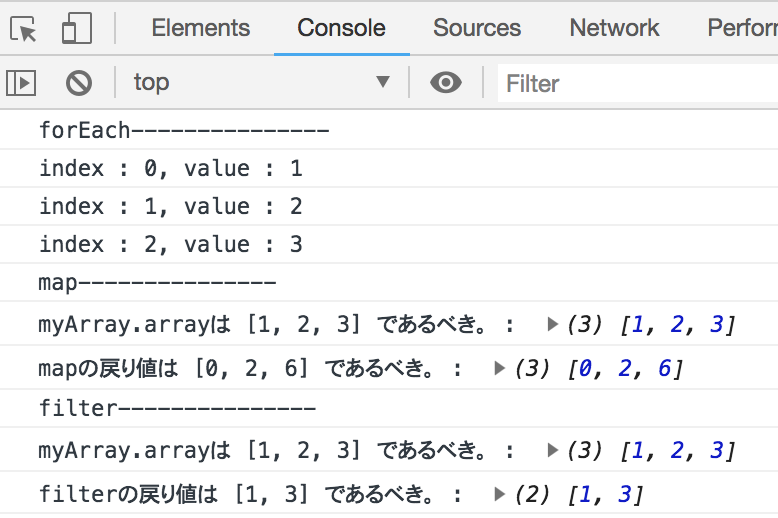 Elements Console Sources Network Perforr
top Filter
forEach---------------
index : 0, value : 1
index : 1, value : 2
index : 2, value : 3
map---------------
myArray.arrayは [1, 2, 3] であるべき。 : (3) [1, 2, 3]
mapの戻り値は [0, 2, 6] であるべき。 : (3) [0, 2, 6]
filter---------------
myArray.arrayは [1, 2, 3] であるべき。 : (3) [1, 2, 3]
filterの戻り値は [1, 3] であるべき。 : (2) [1, 3]